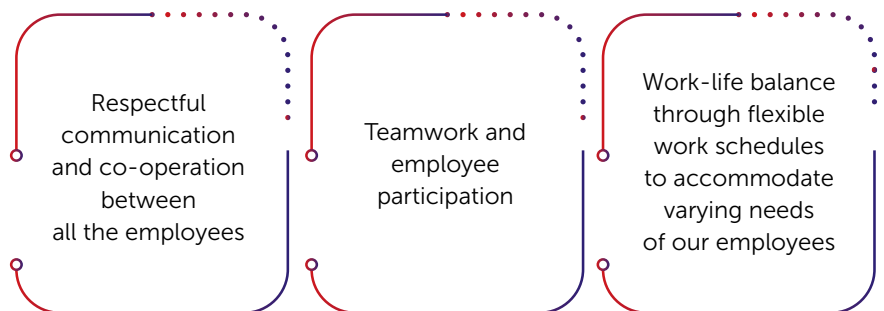 Respectful
communication
and co-operation
between
all the employees
Teamwork and
employee
participation
Work-life balance
through flexible
work schedules
to accommodate
varying needs
of our employees